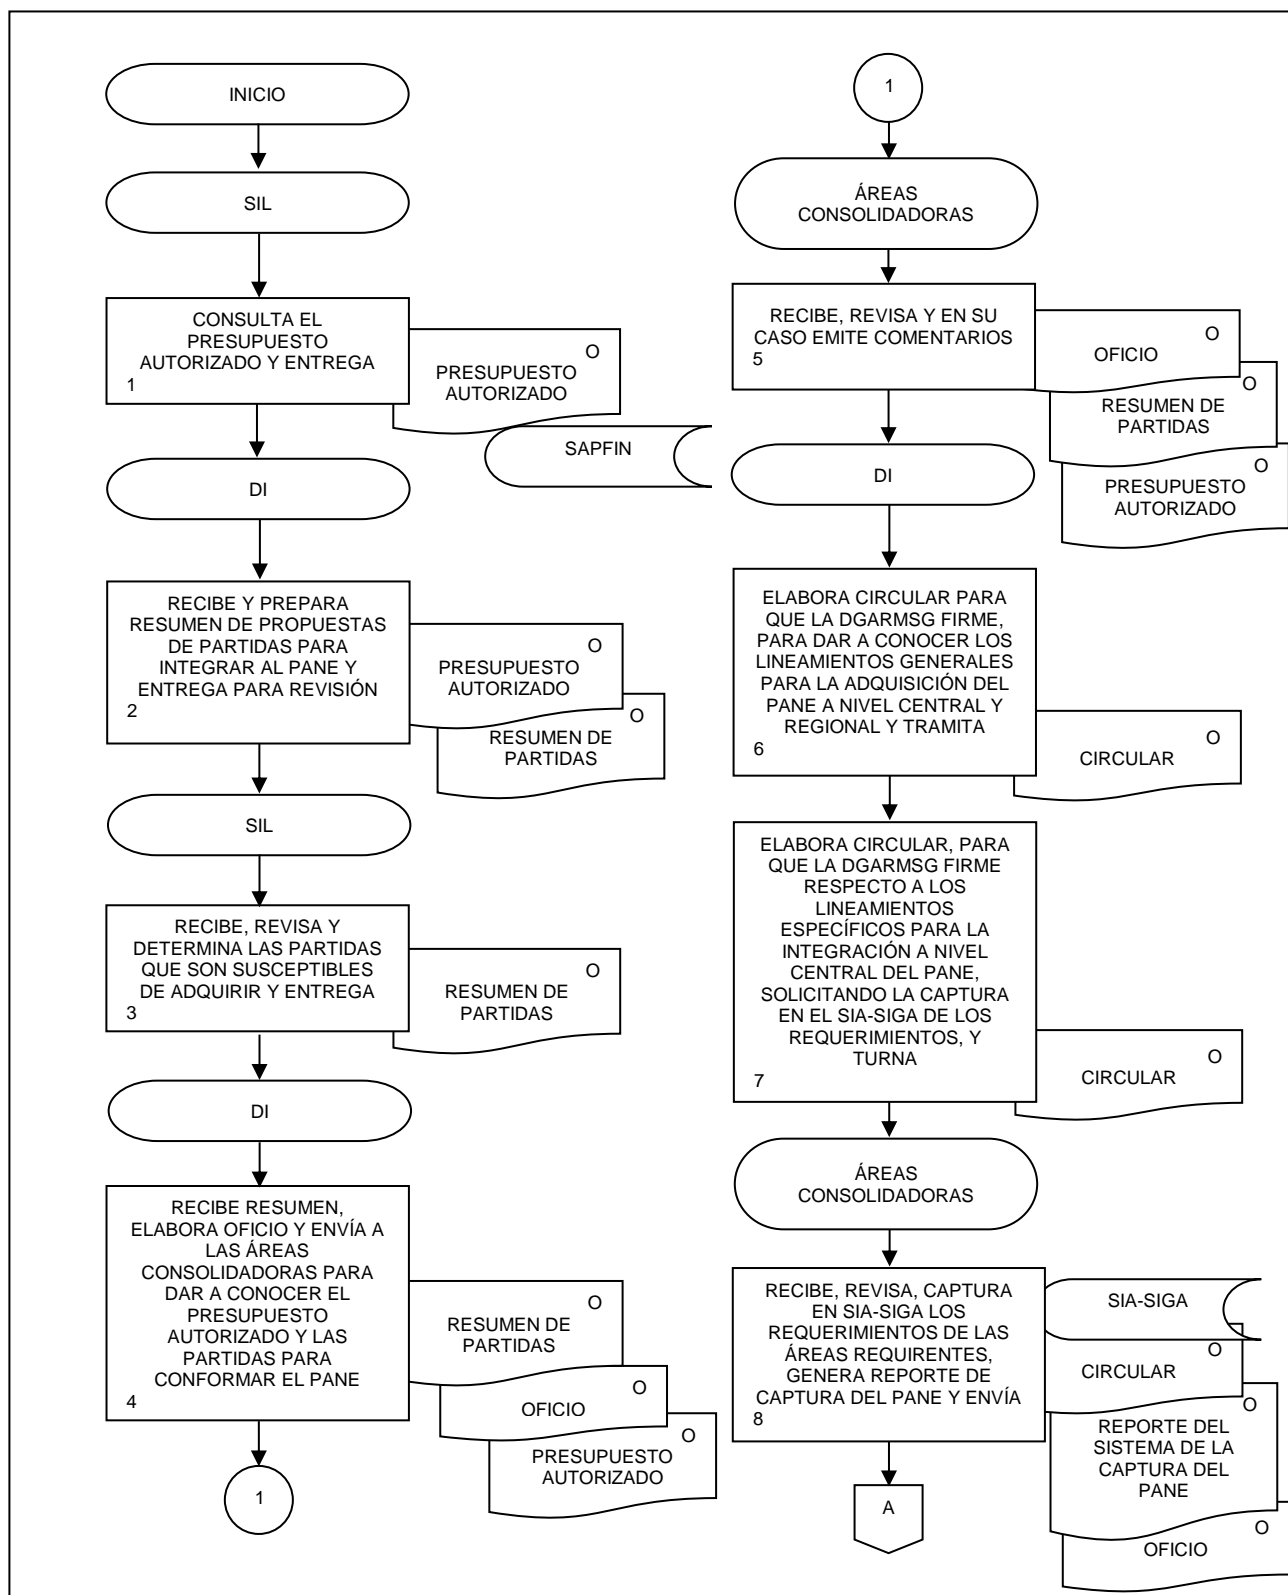 INICIO
SIL
CONSULTA EL
PRESUPUESTO
AUTORIZADO Y ENTREGA
1
O
PRESUPUESTO
AUTORIZADO
SAPFIN
DI
RECIBE Y PREPARA
RESUMEN DE PROPUESTAS
DE PARTIDAS PARA
INTEGRAR AL PANE Y
ENTREGA PARA REVISIÓN
2
O
PRESUPUESTO
AUTORIZADO
O
RESUMEN DE
PARTIDAS
SIL
RECIBE, REVISA Y
DETERMINA LAS PARTIDAS
QUE SON SUSCEPTIBLES
DE ADQUIRIR Y ENTREGA
3
O
RESUMEN DE
PARTIDAS
DI
RECIBE RESUMEN,
ELABORA OFICIO Y ENVÍA A
LAS ÁREAS
CONSOLIDADORAS PARA
DAR A CONOCER EL
PRESUPUESTO
AUTORIZADO Y LAS
PARTIDAS PARA
CONFORMAR EL PANE
4
O
RESUMEN DE
PARTIDAS
O
OFICIO
O
PRESUPUESTO
AUTORIZADO
1
1
ÁREAS
CONSOLIDADORAS
RECIBE, REVISA Y EN SU
CASO EMITE COMENTARIOS
5
O
OFICIO
O
RESUMEN DE
PARTIDAS
O
PRESUPUESTO
AUTORIZADO
DI
ELABORA CIRCULAR PARA
QUE LA DGARMSG FIRME,
PARA DAR A CONOCER LOS
LINEAMIENTOS GENERALES
PARA LA ADQUISICIÓN DEL
PANE A NIVEL CENTRAL Y
REGIONAL Y TRAMITA
6
O
CIRCULAR
ELABORA CIRCULAR, PARA
QUE LA DGARMSG FIRME
RESPECTO A LOS
LINEAMIENTOS
ESPECÍFICOS PARA LA
INTEGRACIÓN A NIVEL
CENTRAL DEL PANE,
SOLICITANDO LA CAPTURA
EN EL SIA-SIGA DE LOS
REQUERIMIENTOS, Y
TURNA
7
O
CIRCULAR
ÁREAS
CONSOLIDADORAS
RECIBE, REVISA, CAPTURA
EN SIA-SIGA LOS
REQUERIMIENTOS DE LAS
ÁREAS REQUIRENTES,
GENERA REPORTE DE
CAPTURA DEL PANE Y ENVÍA
8
SIA-SIGA
O
CIRCULAR
O
REPORTE DEL
SISTEMA DE LA
CAPTURA DEL
PANE
O
OFICIO
A